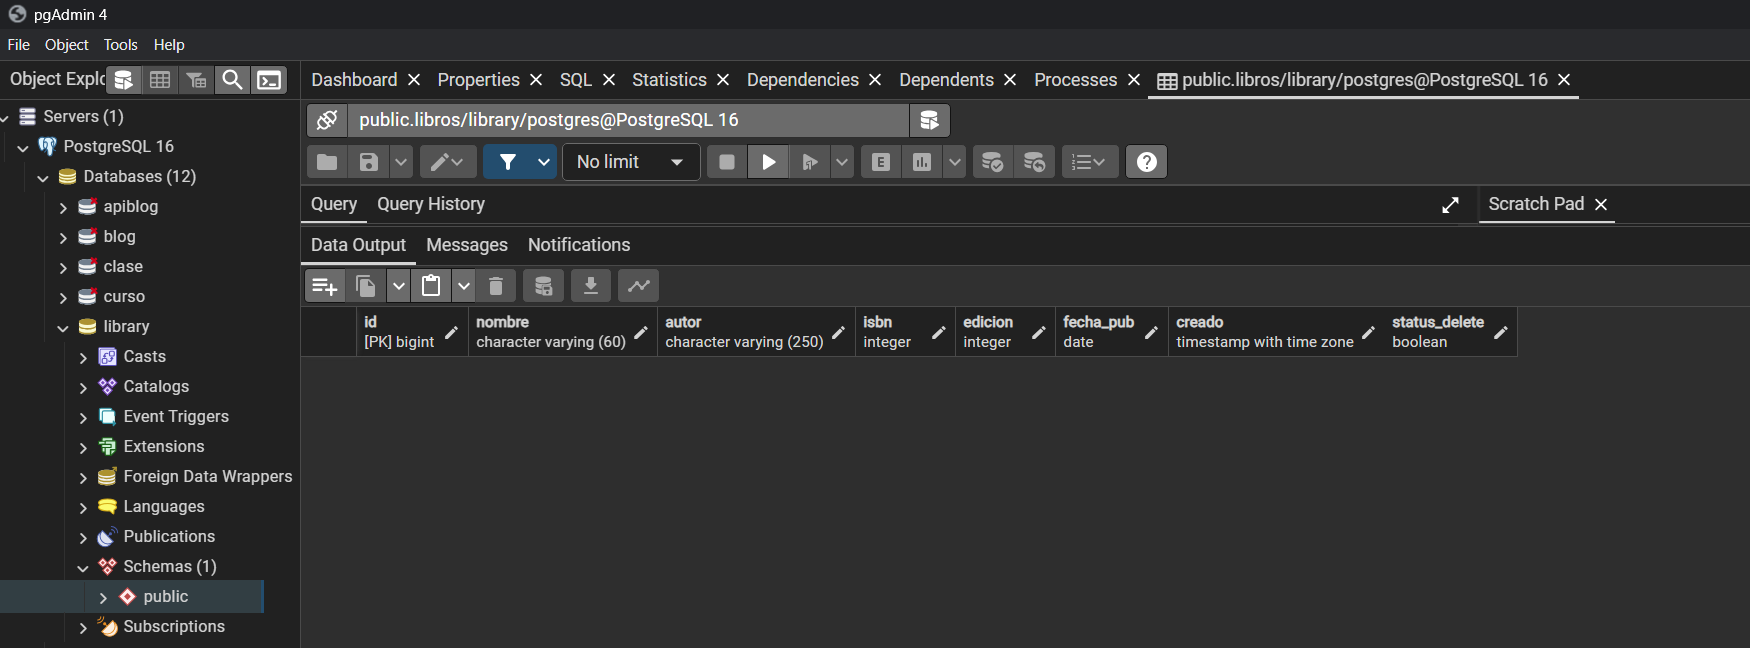 pgAdmin 4
File Object Tools Help
Object Explo
Dashboard Properties SQL Statistics Dependencies Dependents Processes public.libros/library/postgres@PostgreSQL 16
Servers (1)
PostgreSQL 16
Databases (12)
apiblog
blog
clase
curso
library
Casts
Catalogs
Event Triggers
Extensions
Foreign Data Wrappers
Languages
Publications
Schemas (1)
public
Subscriptions
public.libros/library/postgres@PostgreSQL 16
No limit
E
?
Query Query History
Scratch Pad
Data Output Messages Notifications
id nombre autor isbn edicion fecha_pub creado status_delete
[PK] bigint character varying (60) character varying (250) integer integer date timestamp with time zone boolean